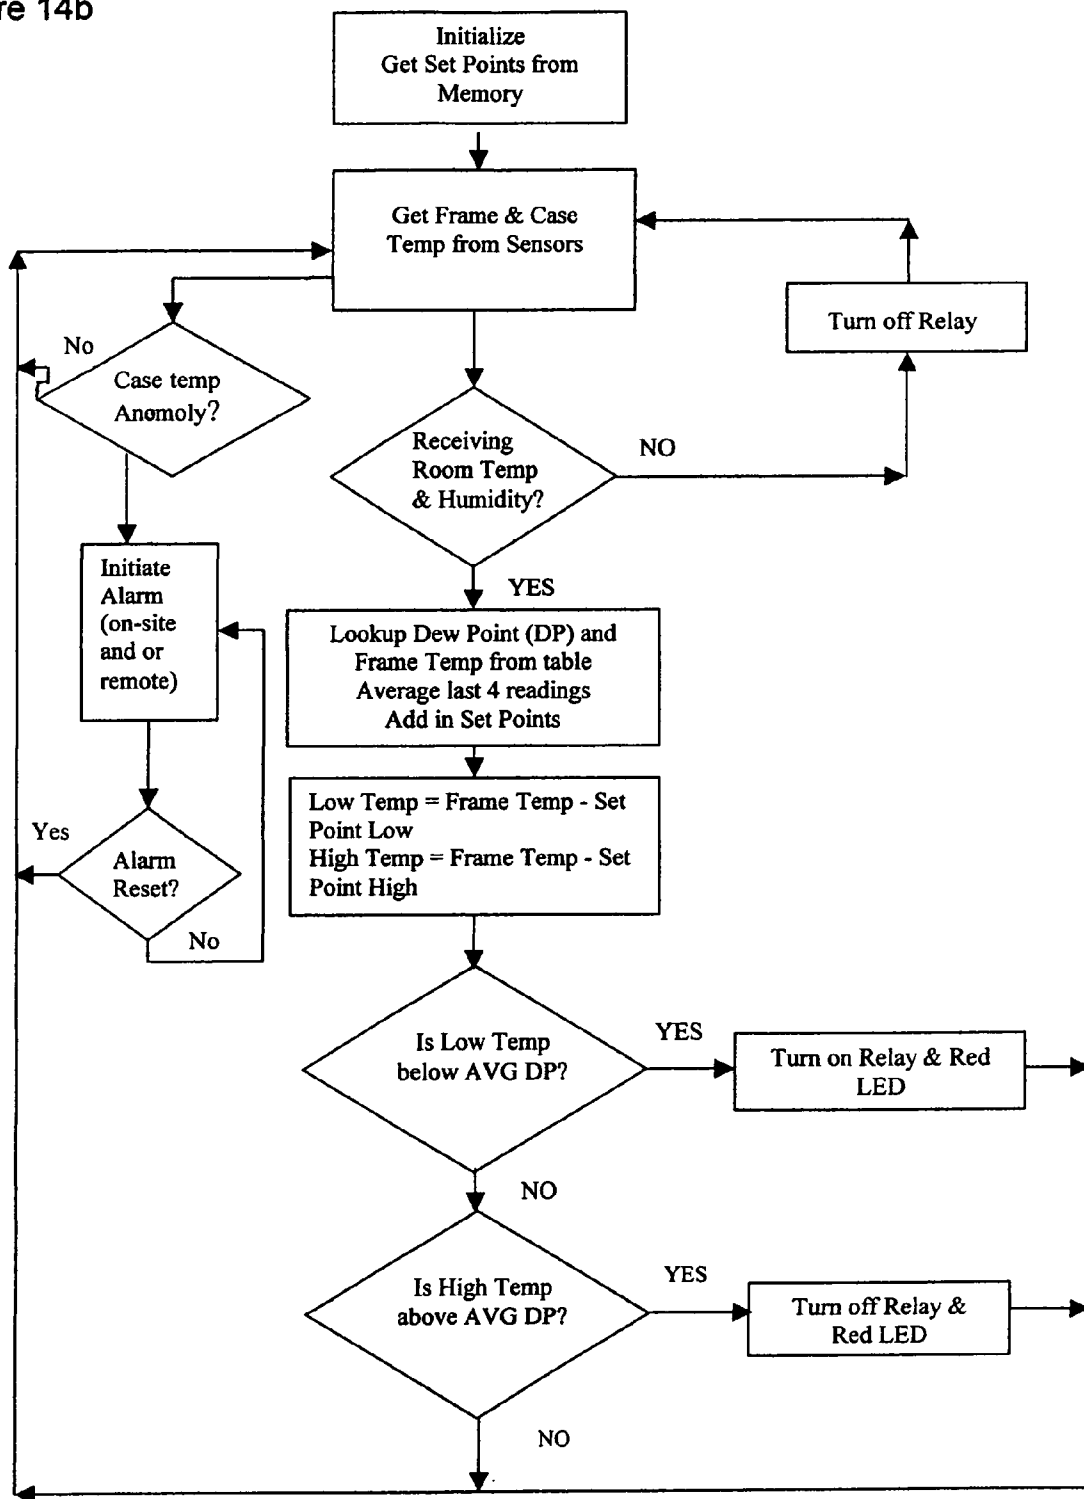 re 14b
Initialize
Get Set Points from
Memory
Get Frame & Case
Temp from Sensors
Turn off Relay
No
Case temp
Anomoly?
Receiving
Room Temp
& Humidity?
NO
YES
Initiate
Alarm
(on-site
and or
remote)
Lookup Dew Point (DP) and
Frame Temp from table
Average last 4 readings
Add in Set Points
Low Temp = Frame Temp - Set
Point Low
High Temp = Frame Temp - Set
Point High
Yes
Alarm
Reset?
No
Is Low Temp
below AVG DP?
YES
Turn on Relay & Red
LED
NO
Is High Temp
above AVG DP?
YES
Turn off Relay &
Red LED
NO